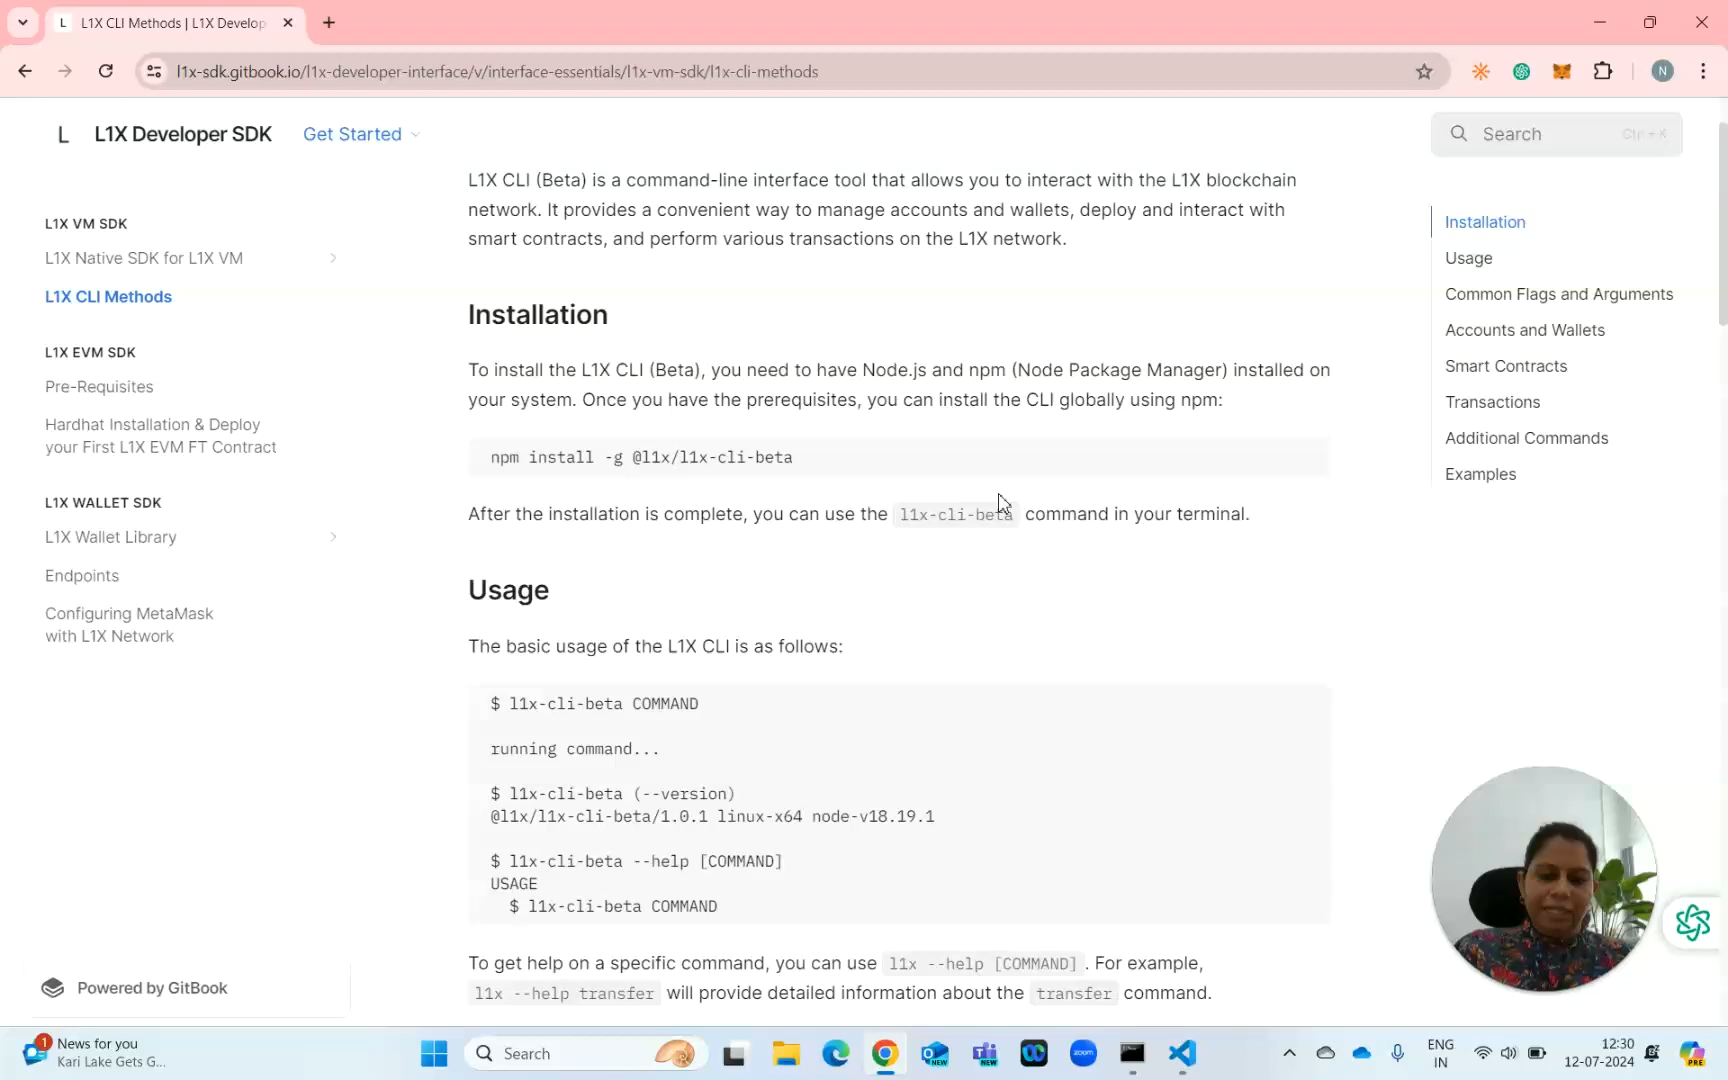 L1X CLI Methods | L1X Develop
l1x-sdk.gitbook.io/l1x-developer-interface/v/interface-essentials/l1x-vm-sdk/l1x-cli-methods
N
L L1X Developer SDK Get Started
Search Ctrl + K
L1X VM SDK
L1X Native SDK for L1X VM
L1X CLI Methods
L1X EVM SDK
Pre-Requisites
Hardhat Installation & Deploy
your First L1X EVM FT Contract
L1X WALLET SDK
L1X Wallet Library
Endpoints
Configuring MetaMask
with L1X Network
Powered by GitBook
L1X CLI (Beta) is a command-line interface tool that allows you to interact with the L1X blockchain
network. It provides a convenient way to manage accounts and wallets, deploy and interact with
smart contracts, and perform various transactions on the L1X network.
Installation
To install the L1X CLI (Beta), you need to have Node.js and npm (Node Package Manager) installed on
your system. Once you have the prerequisites, you can install the CLI globally using npm:
npm install -g @l1x/l1x-cli-beta
After the installation is complete, you can use the l1x-cli-beta command in your terminal.
Usage
The basic usage of the L1X CLI is as follows:
$ l1x-cli-beta COMMAND
running command...
$ l1x-cli-beta (--version)
@l1x/l1x-cli-beta/1.0.1 linux-x64 node-v18.19.1
$ l1x-cli-beta --help [COMMAND]
USAGE
$ l1x-cli-beta COMMAND
To get help on a specific command, you can use l1x --help [COMMAND]. For example,
l1x --help transfer will provide detailed information about the transfer command.
Installation
Usage
Common Flags and Arguments
Accounts and Wallets
Smart Contracts
Transactions
Additional Commands
Examples
1
News for you
Kari Lake Gets G...
Search
NEW
NEW
zoom
ENG
IN
12:30
12-07-2024
PRE